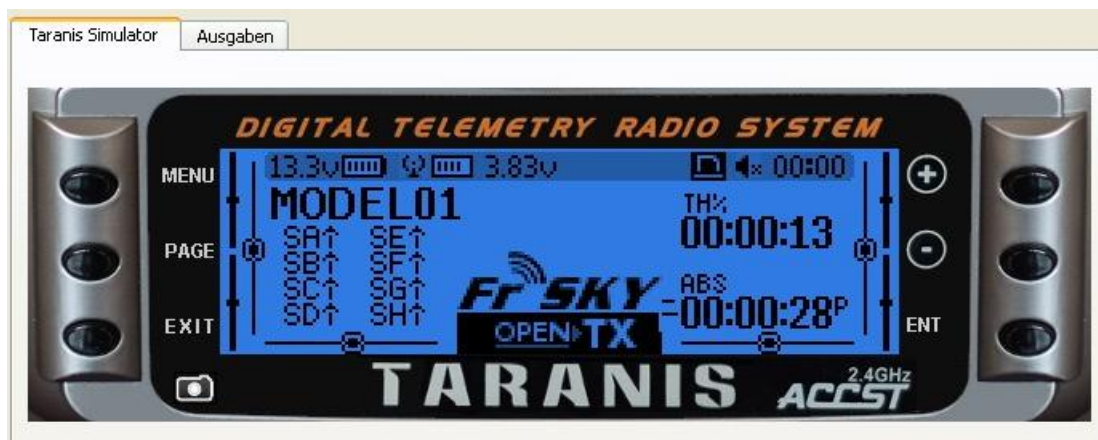 Taranis Simulator Ausgaben
DIGITAL TELEMETRY RADIO SYSTEM
13.3v 3.83v 00:00
MENU
MODEL01
TH%
00:00:13
SA↑ SE↑
SB↑ SF↑
SC↑ SG↑
SD↑ SH↑
PAGE
EXIT
FrSKY
OPEN TX
ABS
-00:00:28P
+
-
ENT
TARANIS
2.4GHz
ACCST